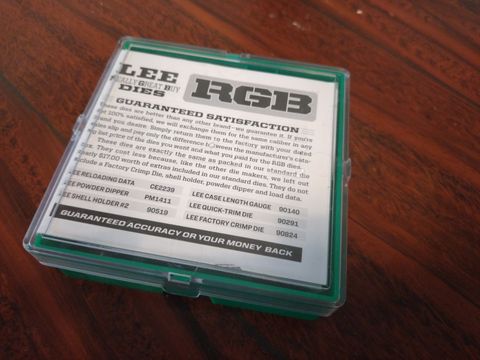 LEE RGB
REALLY GREAT BUY
DIES
GUARANTEED SATISFACTION
These dies are better than any other brand—we guarantee it. If you're
not 100% satisfied, we will exchange them for the same caliber in any
brand you desire. Simply return them to the factory with your dated
sales slip and pay only the difference between the manufacturer's cata-
log list price of the dies you want and what you paid for the RGB dies.
These dies are exactly the same as packed in our standard die
box. They cost less because, like the other die makers, we left out
nearly $17.00 worth of extras included in our standard dies. They do not
include a Factory Crimp Die, shell holder, powder dipper and load data.
LEE RELOADING DATA CE2239 LEE CASE LENGTH GAUGE 90140
LEE POWDER DIPPER PM1411 LEE QUICK-TRIM DIE 90291
LEE SHELL HOLDER #2 90519 LEE FACTORY CRIMP DIE 90824
GUARANTEED ACCURACY OR YOUR MONEY BACK